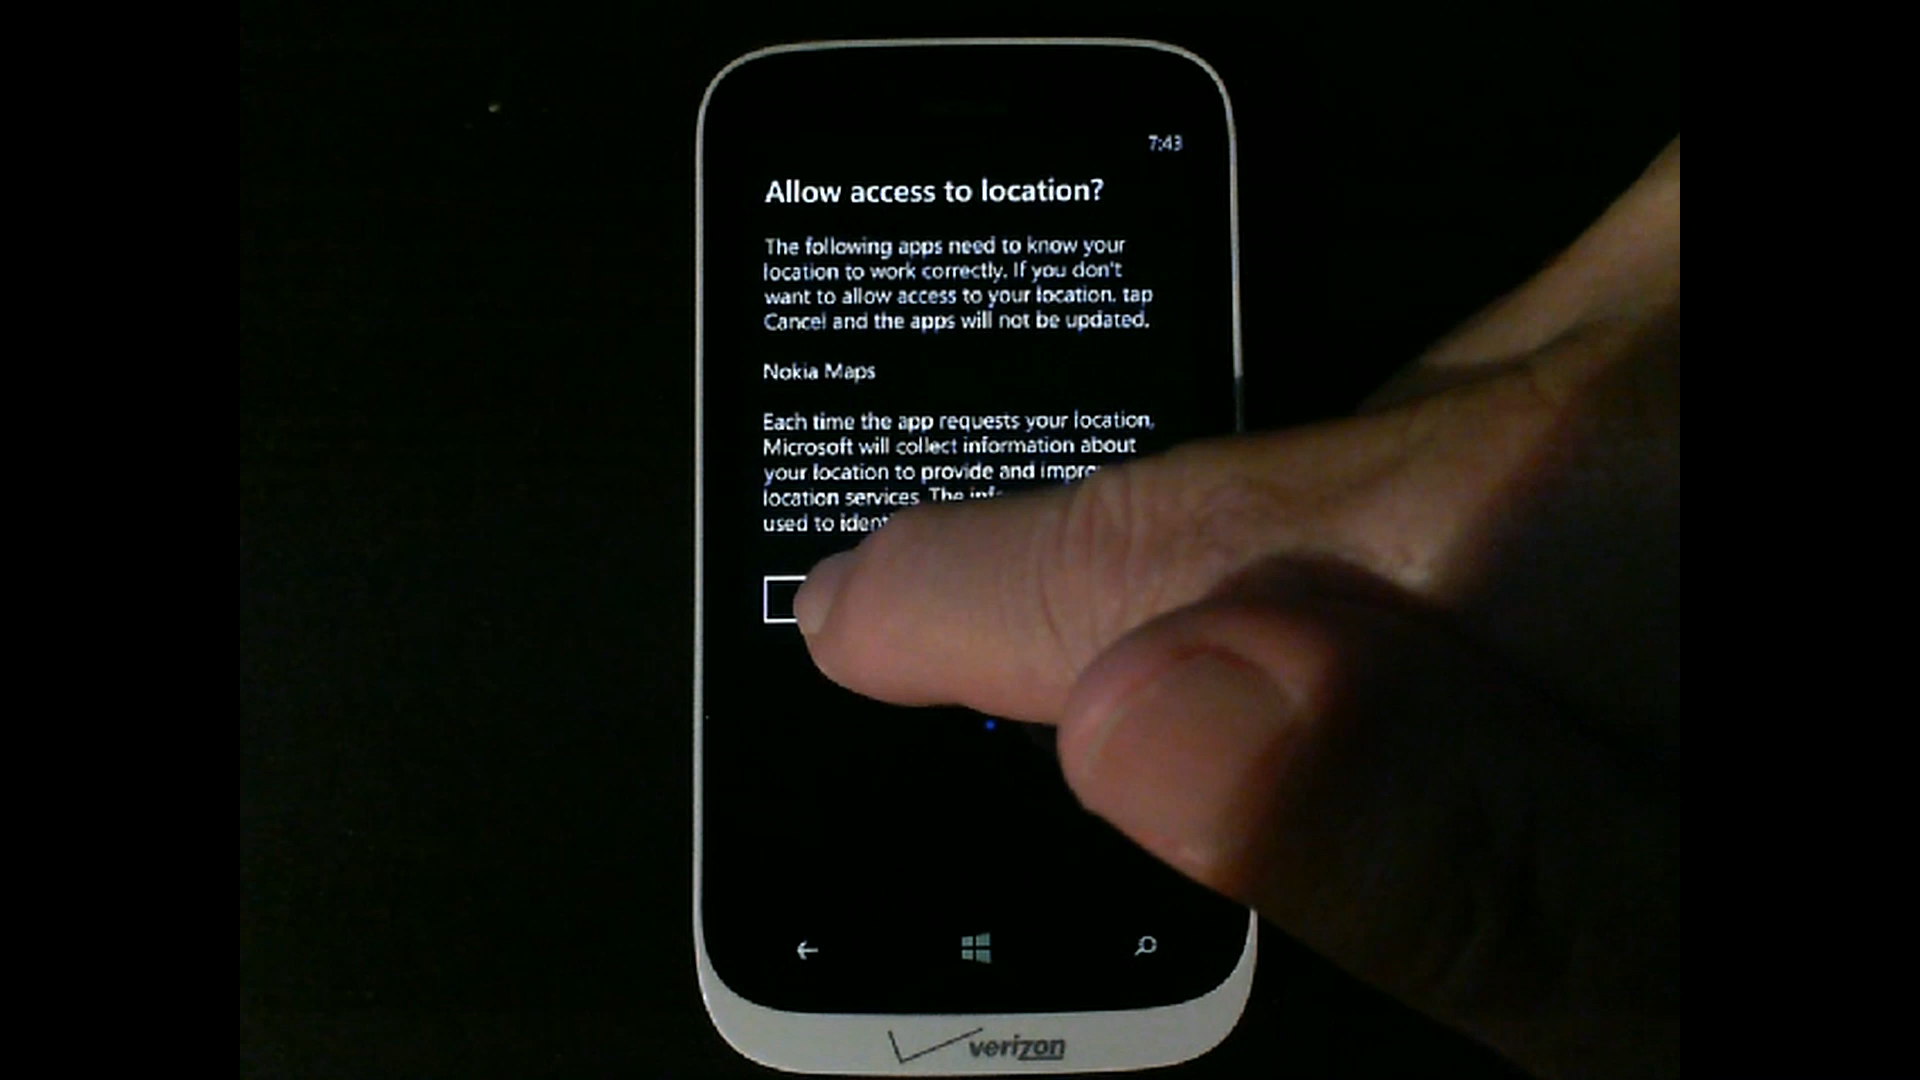 7:43
Allow access to location?
The following apps need to know your
location to work correctly. If you don't
want to allow access to your location, tap
Cancel and the apps will not be updated.
Nokia Maps
Each time the app requests your location,
Microsoft will collect information about
your location to provide and
location services. The
used to
verizon